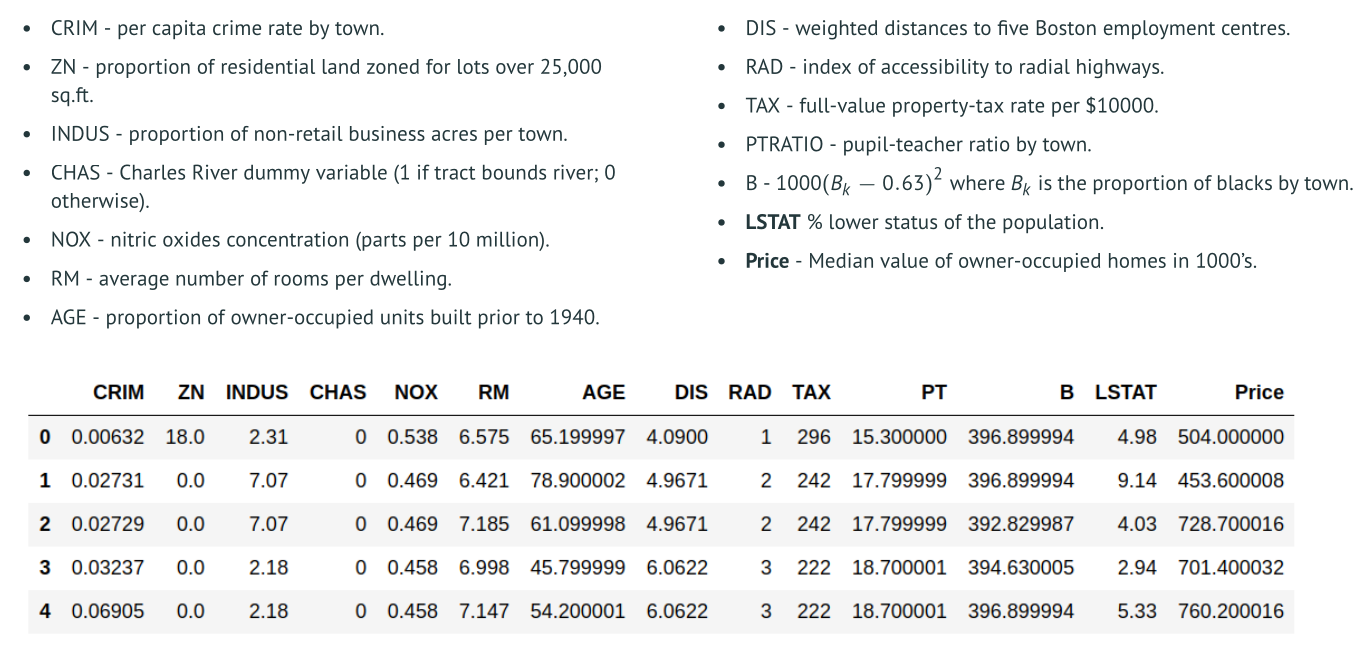 • CRIM - per capita crime rate by town.
• ZN - proportion of residential land zoned for lots over 25,000
sq.ft.
• INDUS - proportion of non-retail business acres per town.
• CHAS - Charles River dummy variable (1 if tract bounds river; 0
otherwise).
• NOX - nitric oxides concentration (parts per 10 million).
• RM - average number of rooms per dwelling.
• AGE - proportion of owner-occupied units built prior to 1940.
• DIS - weighted distances to five Boston employment centres.
• RAD - index of accessibility to radial highways.
• TAX - full-value property-tax rate per $10000.
• PTRATIO - pupil-teacher ratio by town.
• B - 1000(Bₖ − 0.63)² where Bₖ is the proportion of blacks by town.
• LSTAT % lower status of the population.
• Price - Median value of owner-occupied homes in 1000’s.
CRIM ZN INDUS CHAS NOX RM AGE DIS RAD TAX PT B LSTAT Price
0 0.00632 18.0 2.31 0 0.538 6.575 65.199997 4.0900 1 296 15.300000 396.899994 4.98 504.000000
1 0.02731 0.0 7.07 0 0.469 6.421 78.900002 4.9671 2 242 17.799999 396.899994 9.14 453.600008
2 0.02729 0.0 7.07 0 0.469 7.185 61.099998 4.9671 2 242 17.799999 392.829987 4.03 728.700016
3 0.03237 0.0 2.18 0 0.458 6.998 45.799999 6.0622 3 222 18.700001 394.630005 2.94 701.400032
4 0.06905 0.0 2.18 0 0.458 7.147 54.200001 6.0622 3 222 18.700001 396.899994 5.33 760.200016